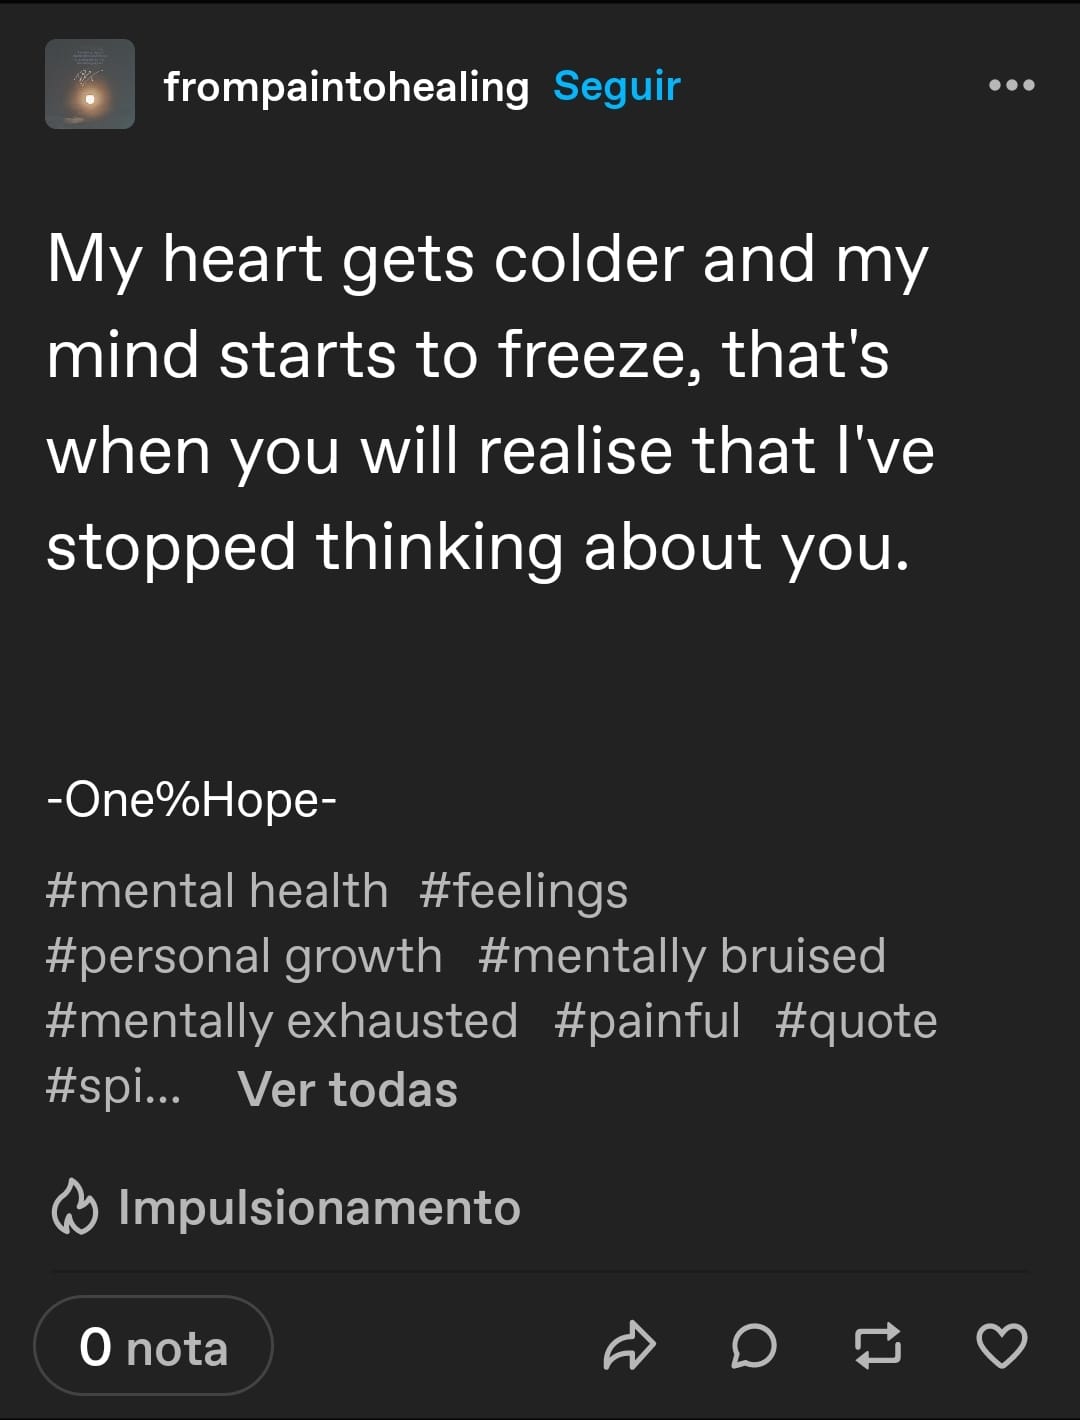 frompaintohealing Seguir
My heart gets colder and my
mind starts to freeze, that's
when you will realise that I've
stopped thinking about you.
-One%Hope-
#mental health #feelings
#personal growth #mentally bruised
#mentally exhausted #painful #quote
#spi... Ver todas
Impulsionamento
0 nota